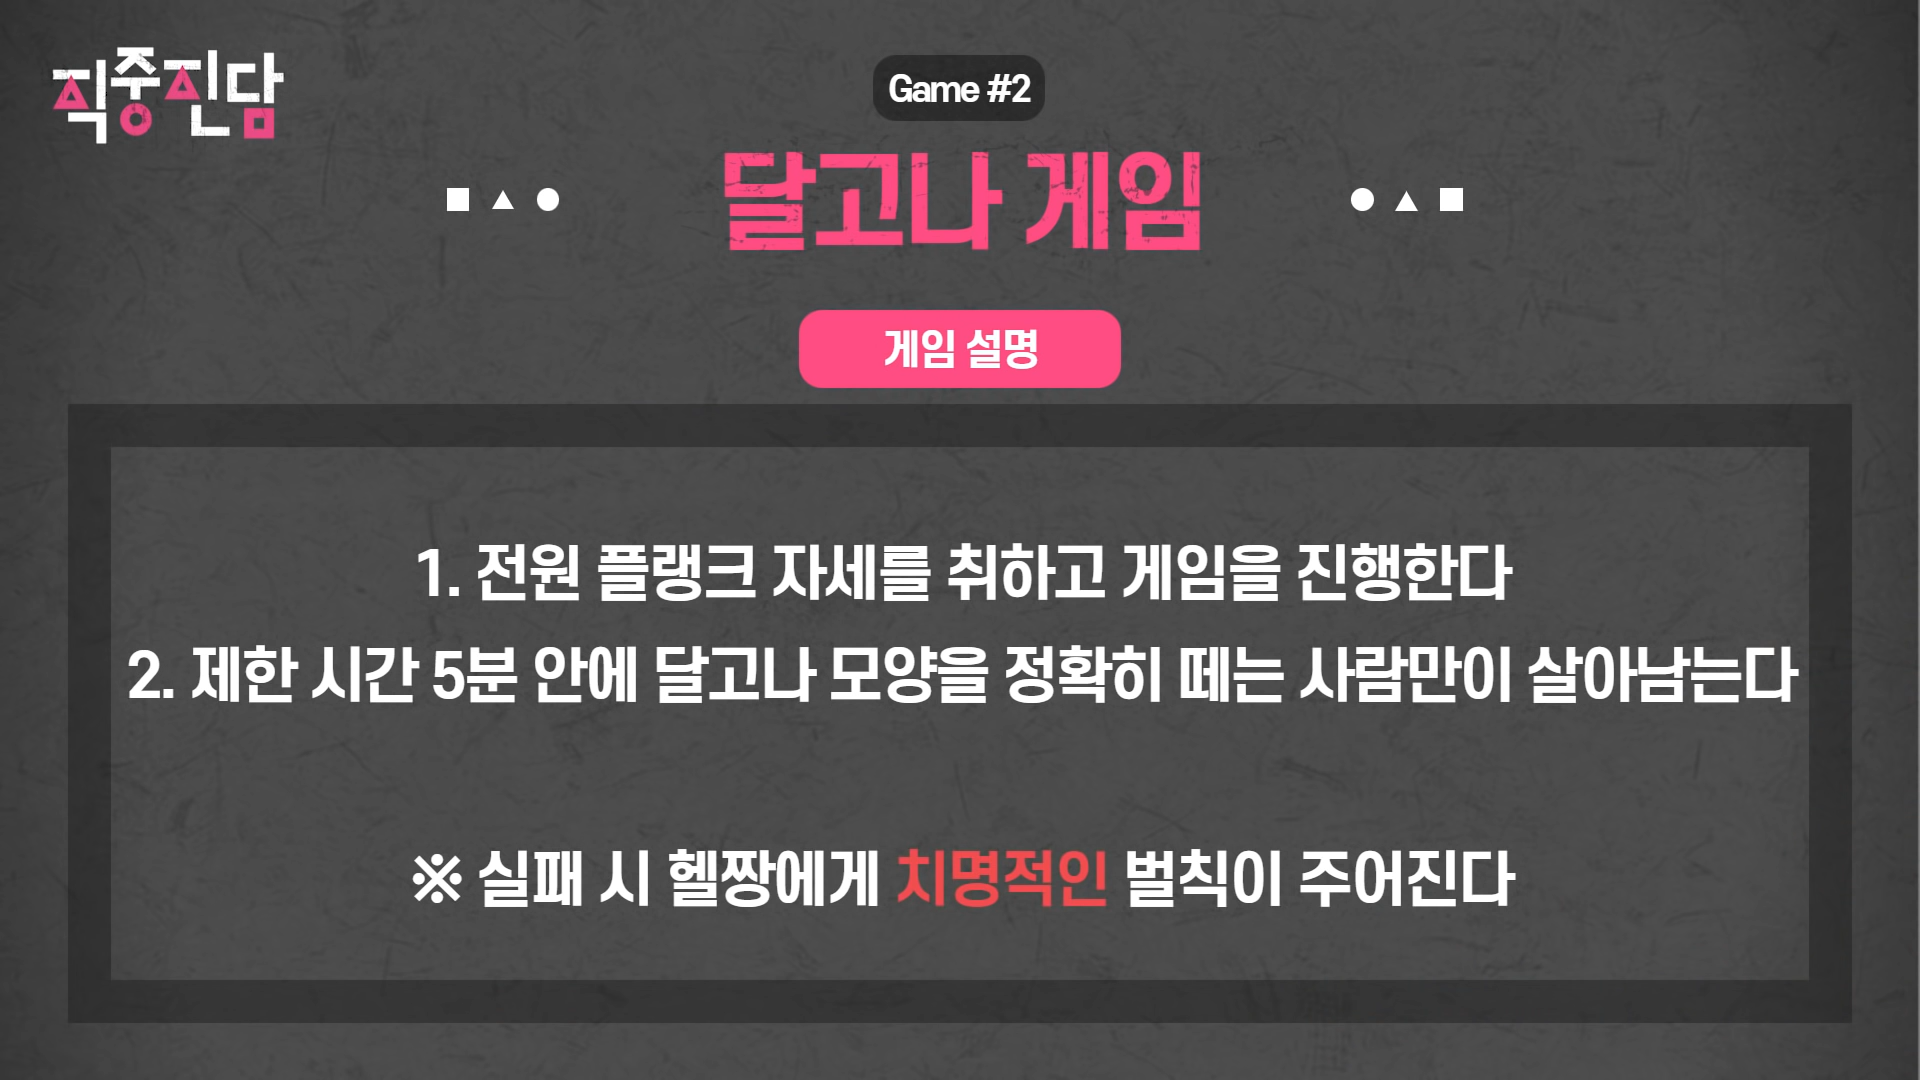 직중진담
Game #2
달고나 게임
게임 설명
1. 전원 플랭크 자세를 취하고 게임을 진행한다
2. 제한 시간 5분 안에 달고나 모양을 정확히 떼는 사람만이 살아남는다
※ 실패 시 헬짱에게 치명적인 벌칙이 주어진다